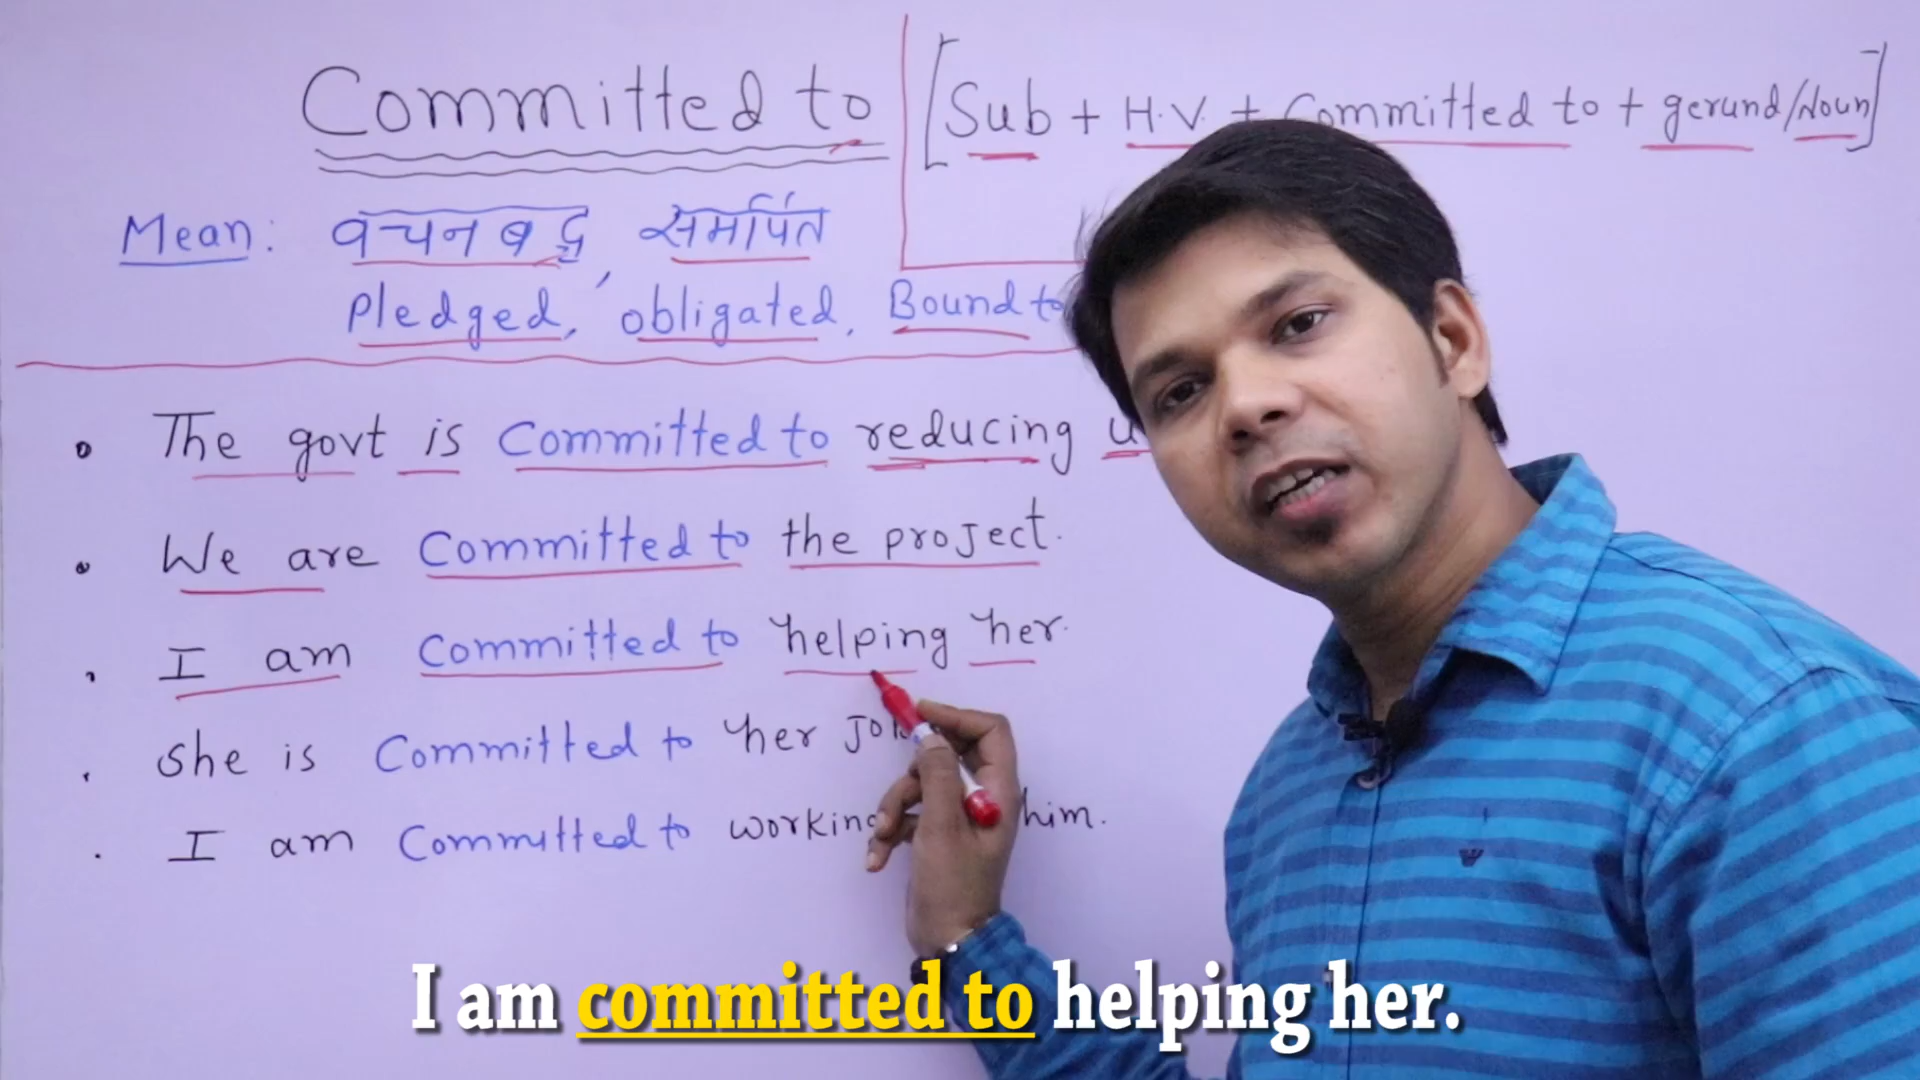 Committed to
[Sub + H.V. + Committed to + gerund/Noun]
Mean: वचनबद्ध, समर्पित
Pledged, obligated, Bound to
The govt is Committed to reducing
We are Committed to the project.
I am Committed to helping her.
She is Committed to her
I am Committed to him.
I am committed to helping her.